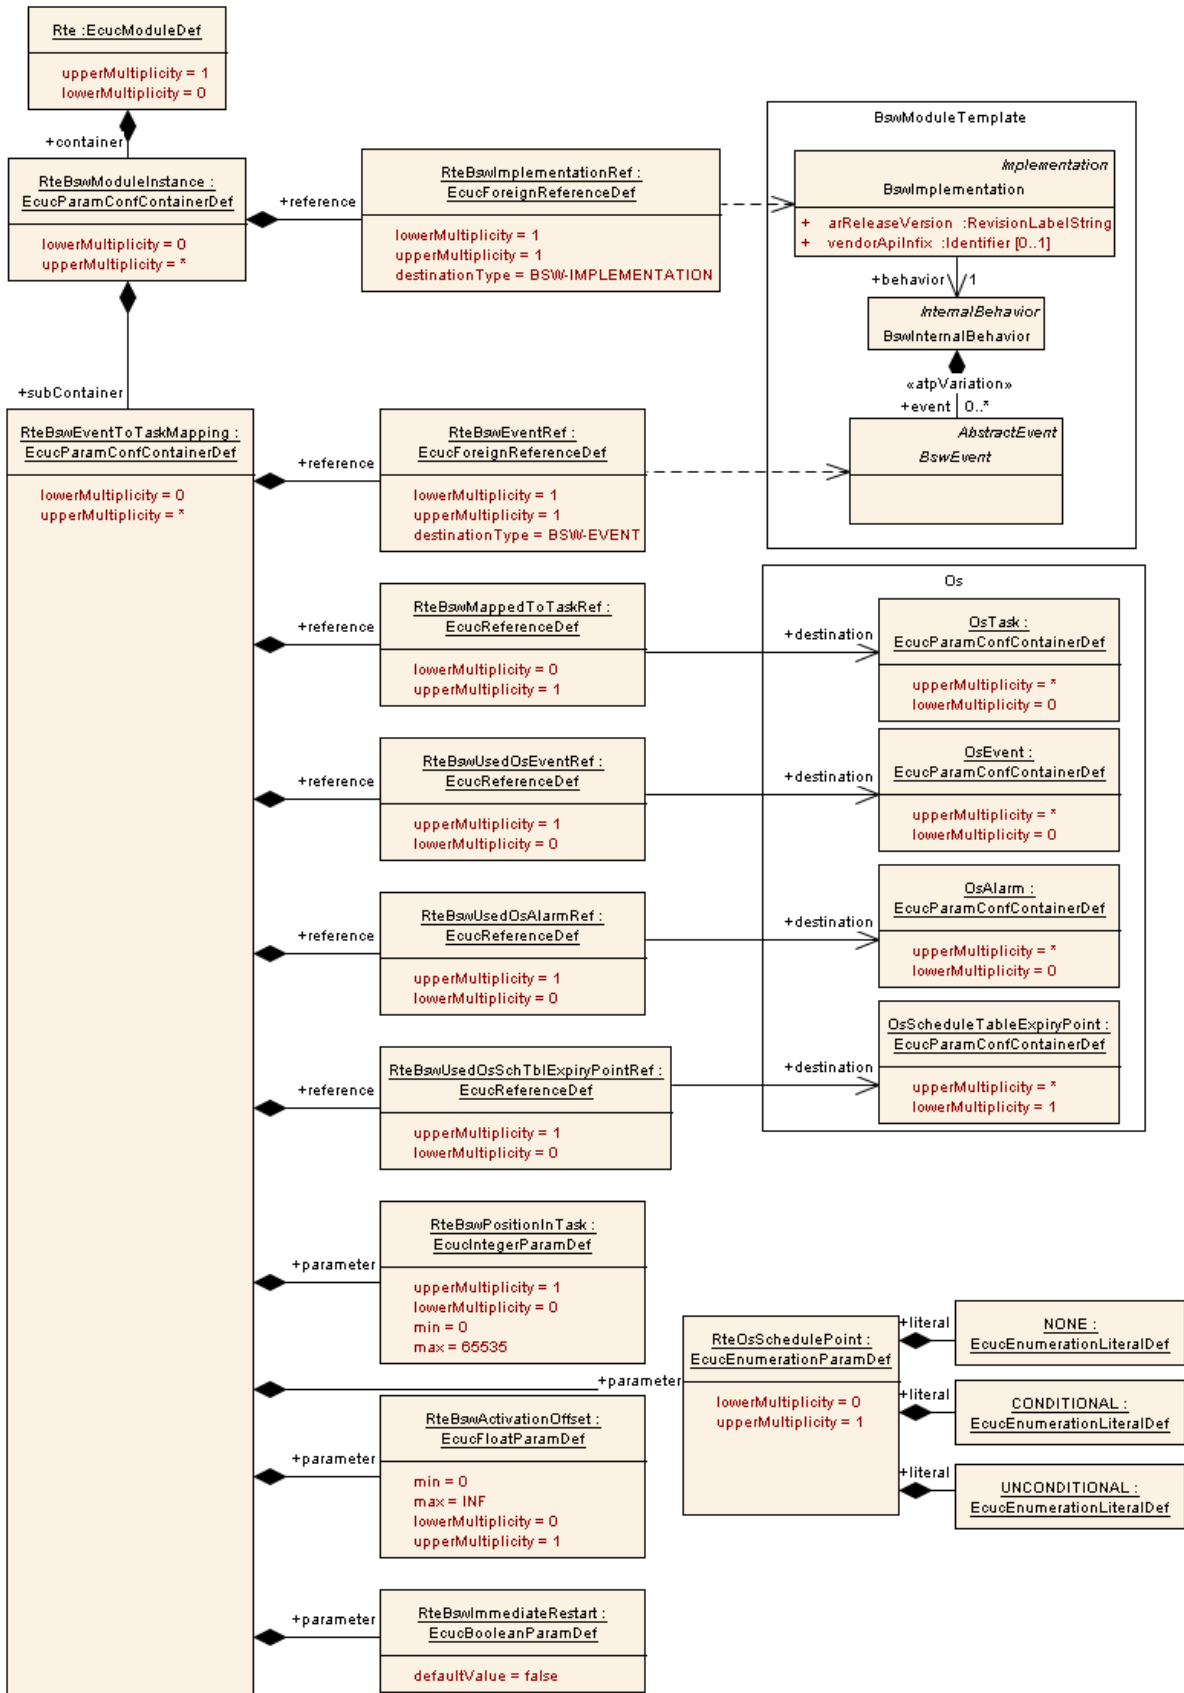 Rte :EcucModuleDef
upperMultiplicity = 1
lowerMultiplicity = 0
+container
RteBswModuleInstance :
EcucParamConfContainerDef
lowerMultiplicity = 0
upperMultiplicity = *
+reference
RteBswImplementationRef :
EcucForeignReferenceDef
lowerMultiplicity = 1
upperMultiplicity = 1
destinationType = BSW-IMPLEMENTATION
BswModuleTemplate
Implementation
BswImplementation
+ arReleaseVersion :RevisionLabelString
+ vendorApiInfix :Identifier [0..1]
+behavior 1
InternalBehavior
BswInternalBehavior
«atpVariation»
+event 0..*
AbstractEvent
BswEvent
+subContainer
RteBswEventToTaskMapping :
EcucParamConfContainerDef
lowerMultiplicity = 0
upperMultiplicity = *
+reference
RteBswEventRef :
EcucForeignReferenceDef
lowerMultiplicity = 1
upperMultiplicity = 1
destinationType = BSW-EVENT
Os
+reference
RteBswMappedToTaskRef :
EcucReferenceDef
lowerMultiplicity = 0
upperMultiplicity = 1
+destination
OsTask :
EcucParamConfContainerDef
upperMultiplicity = *
lowerMultiplicity = 0
+reference
RteBswUsedOsEventRef :
EcucReferenceDef
upperMultiplicity = 1
lowerMultiplicity = 0
+destination
OsEvent :
EcucParamConfContainerDef
upperMultiplicity = *
lowerMultiplicity = 0
+reference
RteBswUsedOsAlarmRef :
EcucReferenceDef
upperMultiplicity = 1
lowerMultiplicity = 0
+destination
OsAlarm :
EcucParamConfContainerDef
upperMultiplicity = *
lowerMultiplicity = 0
+reference
RteBswUsedOsSchTblExpiryPointRef :
EcucReferenceDef
upperMultiplicity = 1
lowerMultiplicity = 0
+destination
OsScheduleTableExpiryPoint :
EcucParamConfContainerDef
upperMultiplicity = *
lowerMultiplicity = 1
+parameter
RteBswPositionInTask :
EcucIntegerParamDef
upperMultiplicity = 1
lowerMultiplicity = 0
min = 0
max = 65535
+parameter
RteOsSchedulePoint :
EcucEnumerationParamDef
lowerMultiplicity = 0
upperMultiplicity = 1
+literal
NONE :
EcucEnumerationLiteralDef
+literal
CONDITIONAL :
EcucEnumerationLiteralDef
+literal
UNCONDITIONAL :
EcucEnumerationLiteralDef
+parameter
RteBswActivationOffset :
EcucFloatParamDef
min = 0
max = INF
lowerMultiplicity = 0
upperMultiplicity = 1
+parameter
RteBswImmediateRestart :
EcucBooleanParamDef
defaultValue = false